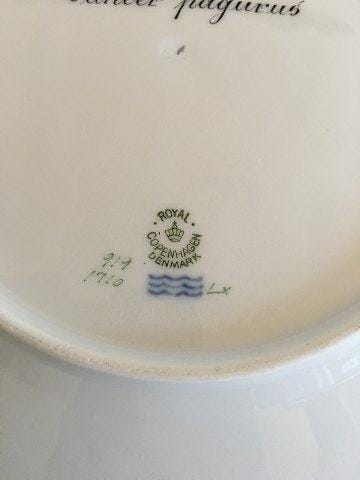 Cancer pagurus
ROYAL
COPENHAGEN
DENMARK
919
1710
Lx